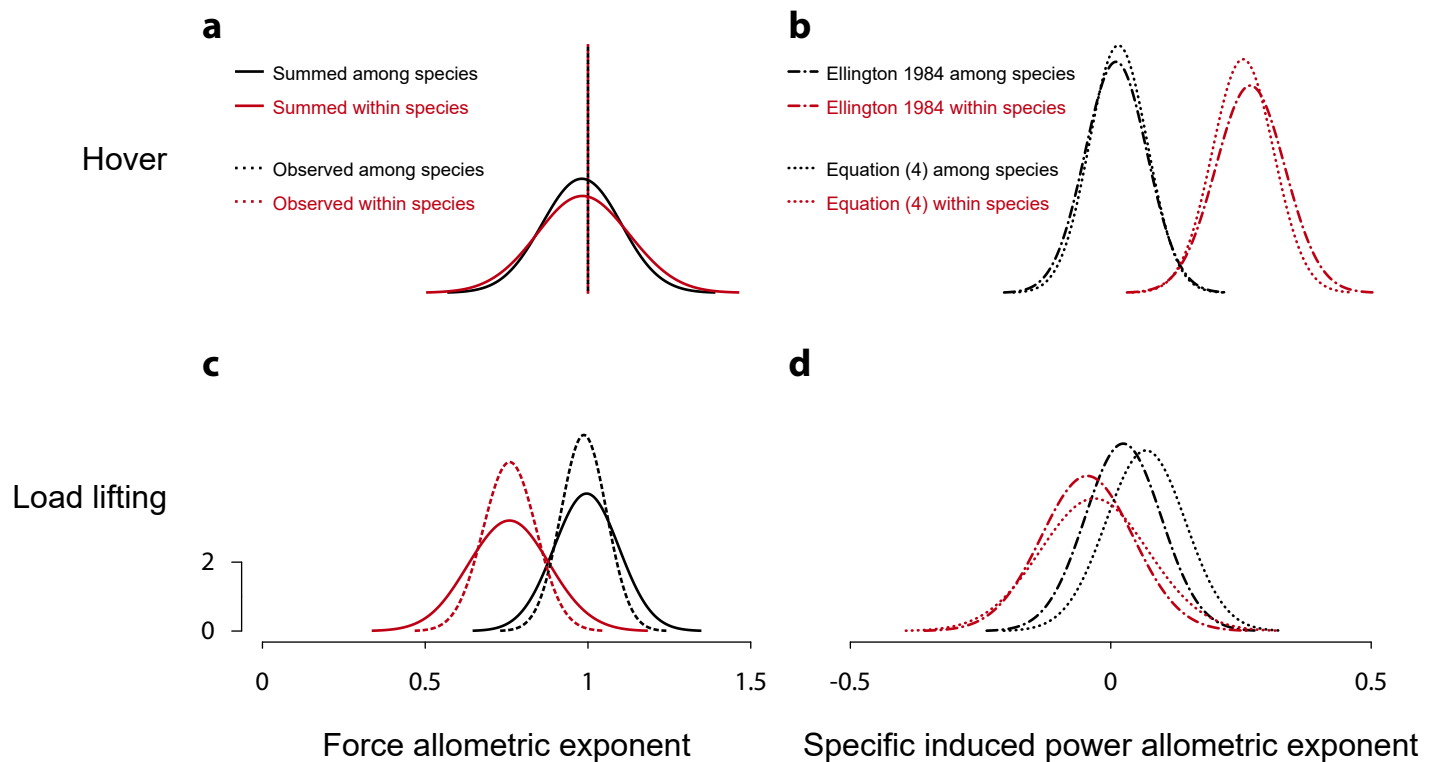 a
Summed among species
Summed within species
Observed among species
Observed within species
b
Ellington 1984 among species
Ellington 1984 within species
Equation (4) among species
Equation (4) within species
Hover
c
d
Load lifting
2
0
0
0.5
1
1.5
-0.5
0
0.5
Force allometric exponent
Specific induced power allometric exponent